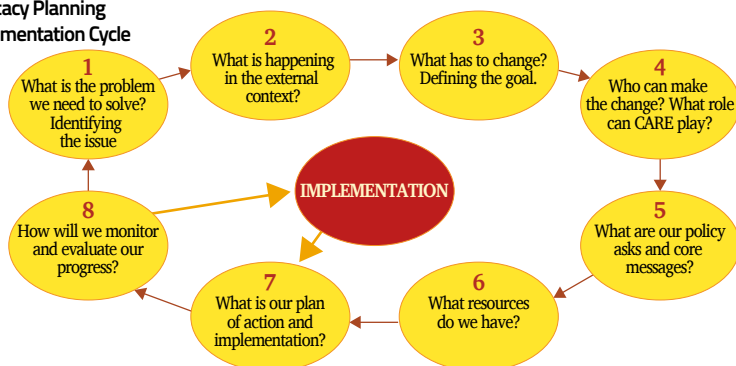 Planning
Cycle
1
What is the problem
we need to solve?
Identifying
the issue
2
What is happening
in the external
context?
3
What has to change?
Defining the goal.
4
Who can make
the change? What role
can CARE play?
5
What are our policy
asks and core
messages?
6
What resources
do we have?
7
What is our plan
of action and
implementation?
8
How will we monitor
and evaluate our
progress?
IMPLEMENTATION